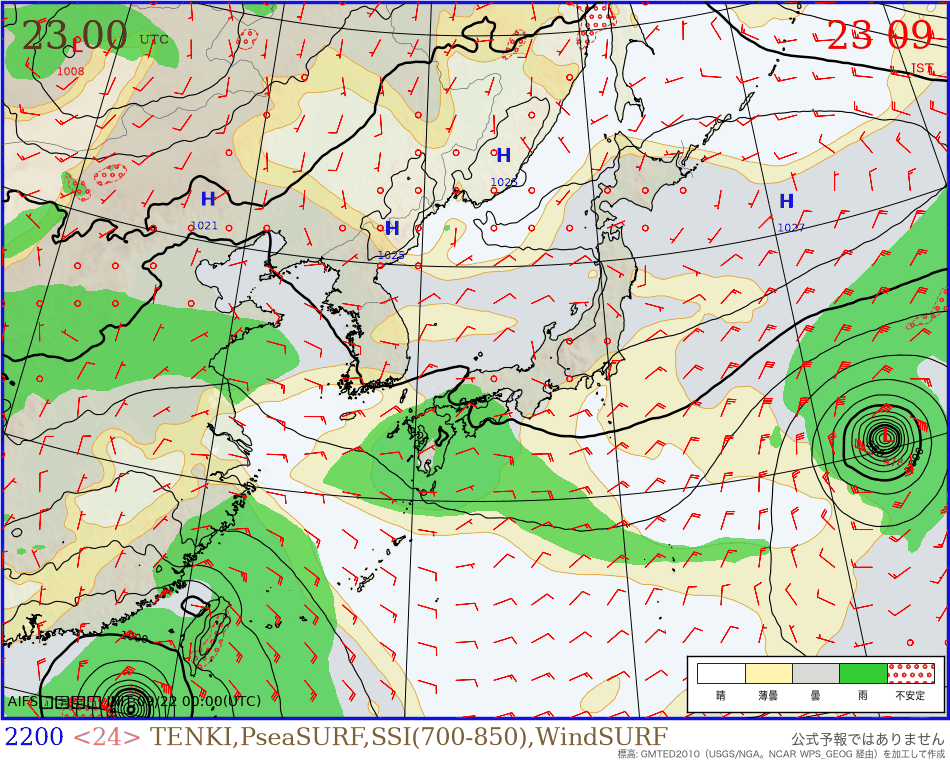 23 00 UTC
23 09
JST
L
1008
H
1025
H
1021
H
1027
H
1025
L
1000
晴 薄曇 曇 雨 不安定
2200 <24> TENKI,PseaSURF,SSI(700-850),WindSURF
公式予報ではありません
標高: GMTED2010（USGS/NGA。NCAR WPS_GEOG 経由）を加工して作成